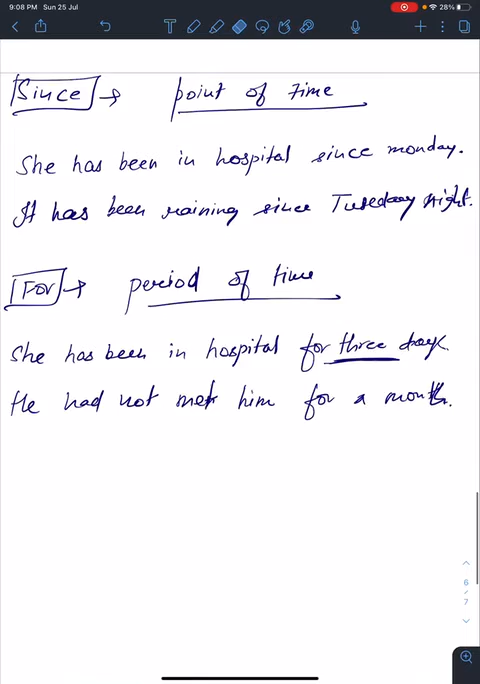 9:08 PM Sun 25 Jul 28%
Since → point of time
She has been in hospital since monday.
It has been raining since Tuesday night.
For → period of time
She has been in hospital for three days.
He had not met him for a month.
6
/
7